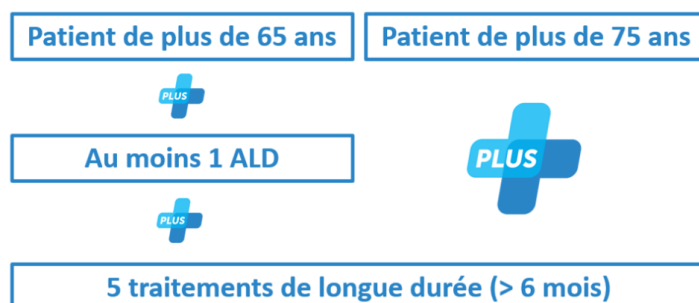 Patient de plus de 65 ans
PLUS
Au moins 1 ALD
PLUS
Patient de plus de 75 ans
PLUS
5 traitements de longue durée (> 6 mois)